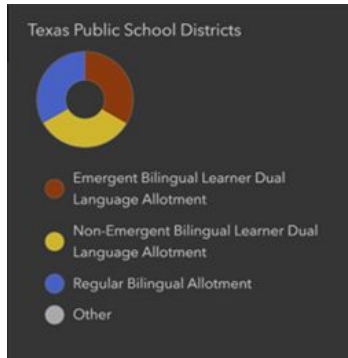 Texas Public School Districts
Emergent Bilingual Learner Dual
Language Allotment
Non-Emergent Bilingual Learner Dual
Language Allotment
Regular Bilingual Allotment
Other